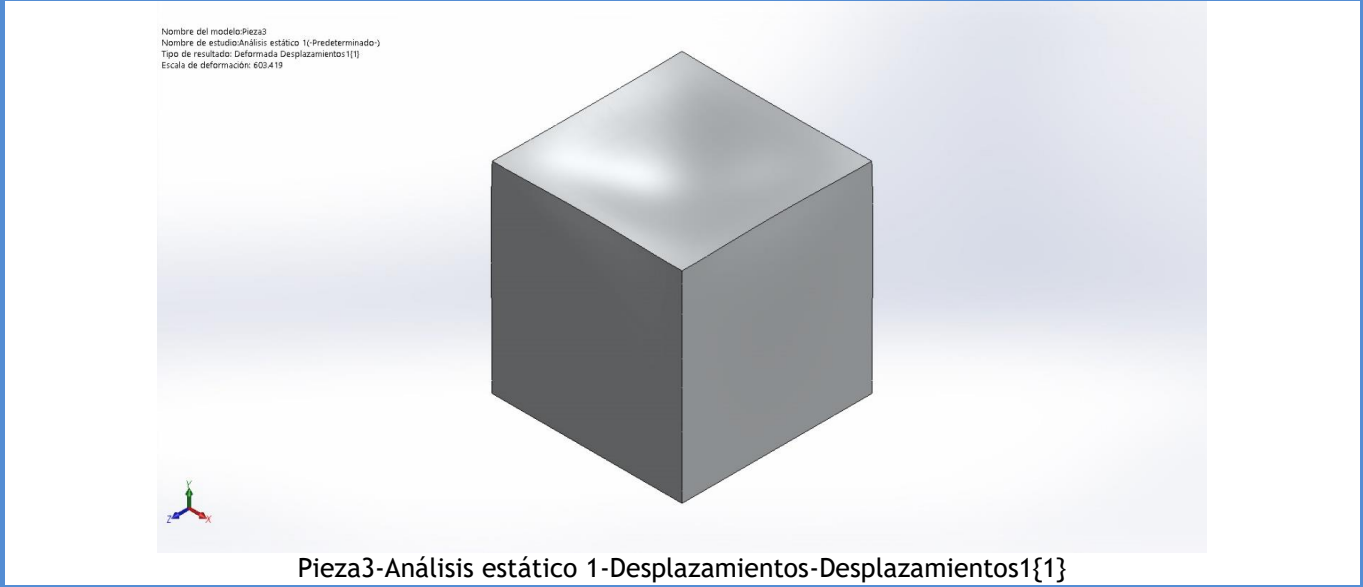 Nombre del modelo:Pieza3
Nombre de estudio:Análisis estático 1(-Predeterminado-)
Tipo de resultado: Deformada Desplazamientos1{1}
Escala de deformación: 603.419
Y
Z
X
Pieza3-Análisis estático 1-Desplazamientos-Desplazamientos1{1}